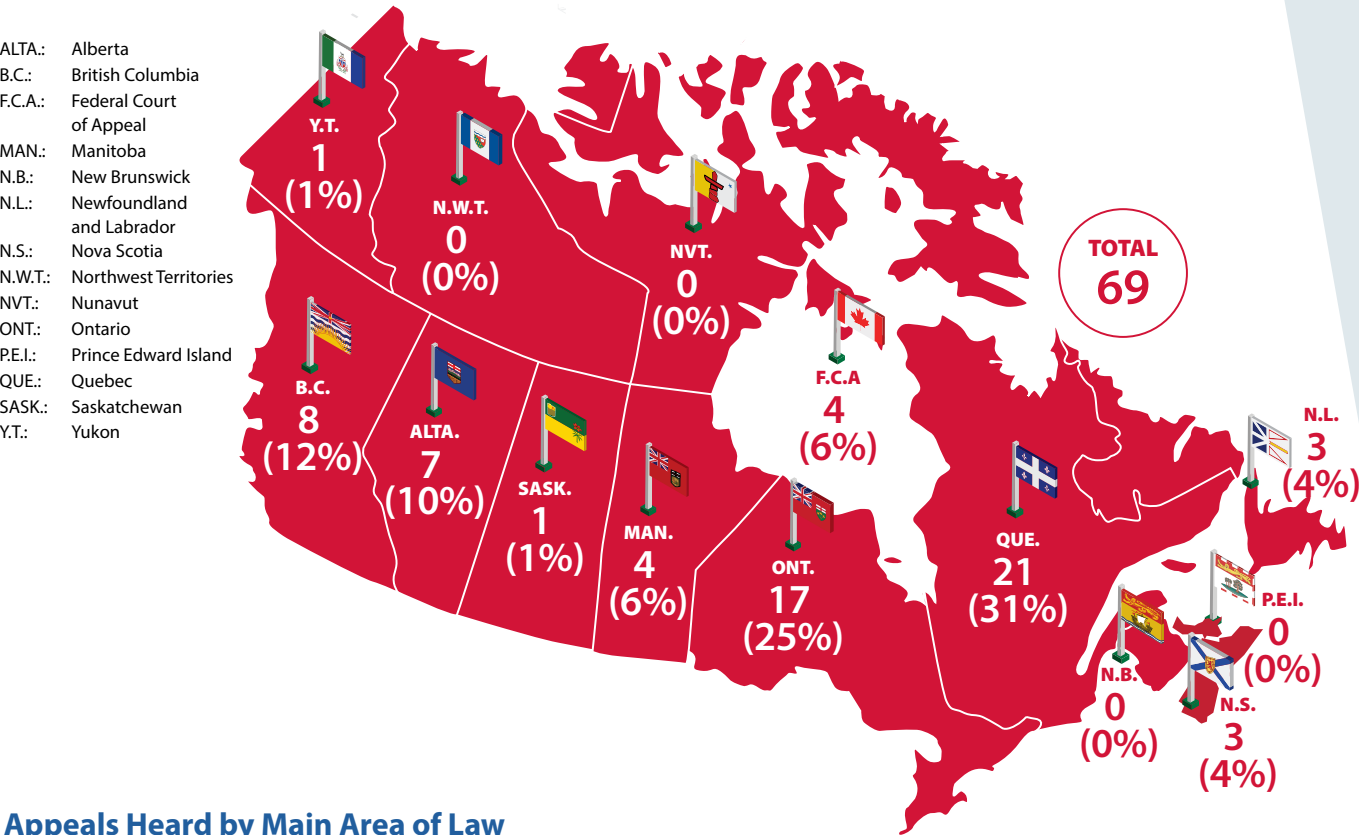 ALTA.: Alberta
B.C.: British Columbia
F.C.A.: Federal Court
of Appeal
MAN.: Manitoba
N.B.: New Brunswick
N.L.: Newfoundland
and Labrador
N.S.: Nova Scotia
N.W.T.: Northwest Territories
NVT.: Nunavut
ONT.: Ontario
P.E.I.: Prince Edward Island
QUE.: Quebec
SASK.: Saskatchewan
Y.T.: Yukon
Y.T.
1
(1%)
N.W.T.
0
(0%)
NVT.
0
(0%)
TOTAL
69
B.C.
8
(12%)
ALTA.
7
(10%)
SASK.
1
(1%)
MAN.
4
(6%)
ONT.
17
(25%)
F.C.A
4
(6%)
QUE.
21
(31%)
N.L.
3
(4%)
P.E.I.
0
(0%)
N.B.
0
(0%)
N.S.
3
(4%)
Appeals Heard by Main Area of Law